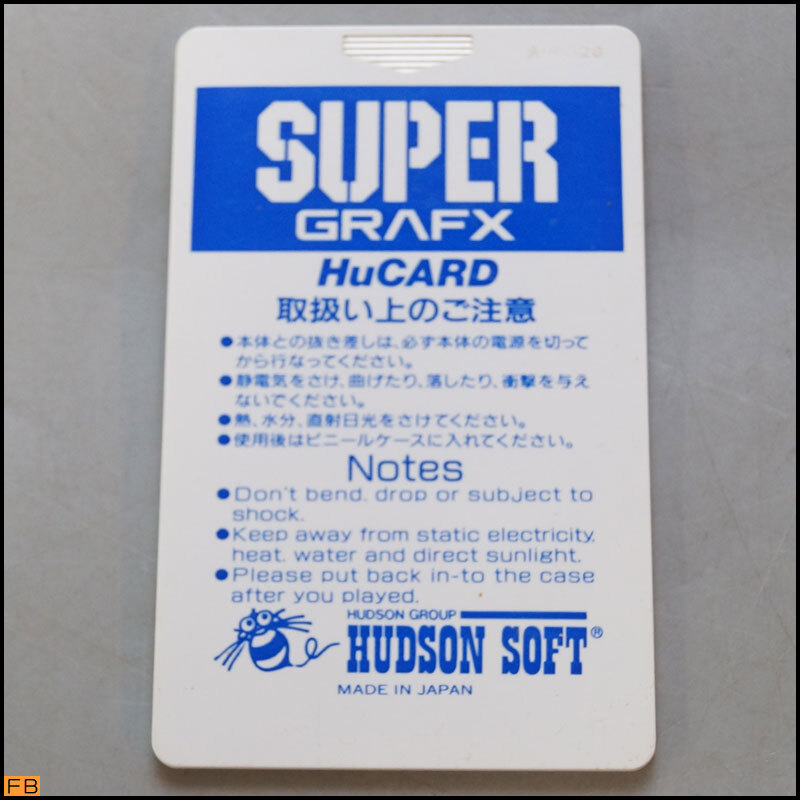 SUPER
GRAFX
HuCARD
取扱い上のご注意
●本体との抜き差しは、必ず本体の電源を切って
から行なってください。
●静電気をさけ、曲げたり、落したり、衝撃を与え
ないでください。
●熱、水分、直射日光をさけてください。
●使用後はビニールケースに入れてください。
Notes
●Don't bend, drop or subject to
shock.
●Keep away from static electricity,
heat, water and direct sunlight.
●Please put back in-to the case
after you played.
HUDSON GROUP
HUDSON SOFT®
MADE IN JAPAN
FB